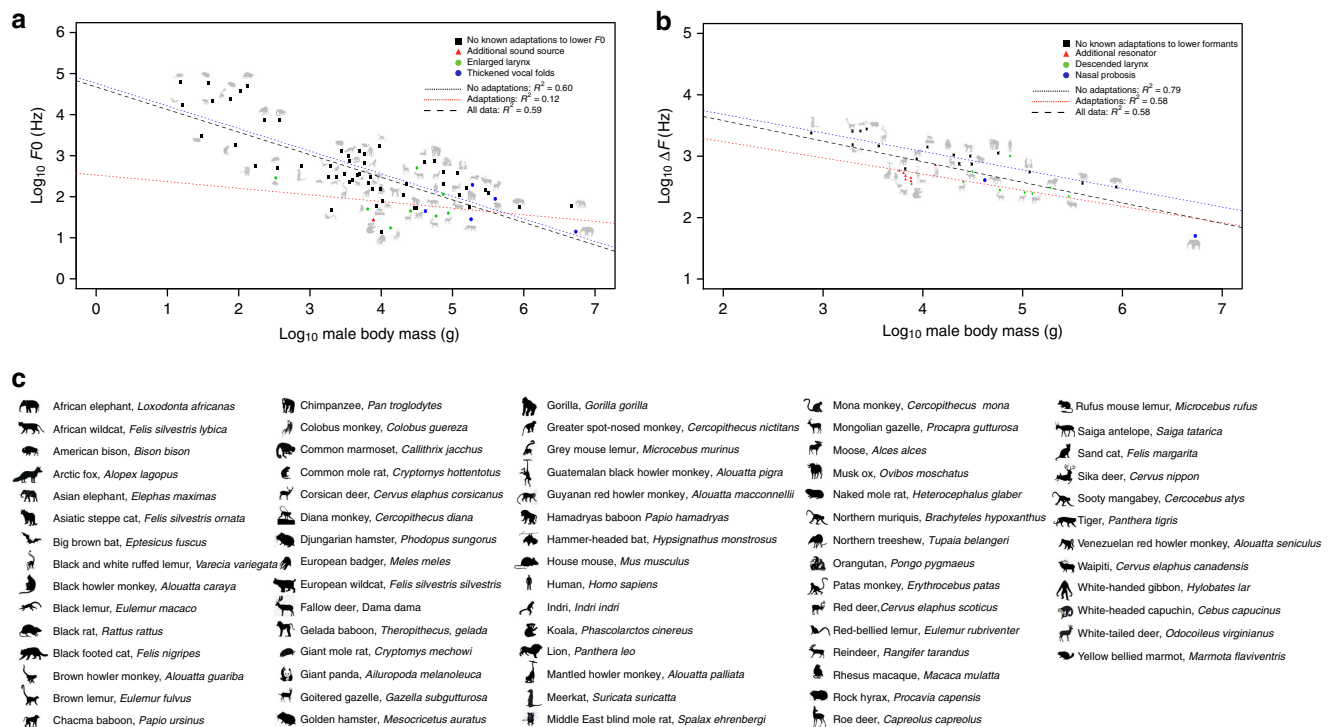 a
6
5
4
3
2
1
0
Log10 F0 (Hz)
No known adaptations to lower F0
Additional sound source
Enlarged larynx
Thickened vocal folds
No adaptations: R² = 0.60
Adaptations: R² = 0.12
All data: R² = 0.59
0 1 2 3 4 5 6 7
Log10 male body mass (g)
b
5
4
3
2
1
Log10 ΔF (Hz)
No known adaptations to lower formants
Additional resonator
Descended larynx
Nasal probosis
No adaptations: R² = 0.79
Adaptations: R² = 0.58
All data: R² = 0.58
2 3 4 5 6 7
Log10 male body mass (g)
c
African elephant, Loxodonta africanas
African wildcat, Felis silvestris lybica
American bison, Bison bison
Arctic fox, Alopex lagopus
Asian elephant, Elephas maximas
Asiatic steppe cat, Felis silvestris ornata
Big brown bat, Eptesicus fuscus
Black and white ruffed lemur, Varecia variegata
Black howler monkey, Alouatta caraya
Black lemur, Eulemur macaco
Black rat, Rattus rattus
Black footed cat, Felis nigripes
Brown howler monkey, Alouatta guariba
Brown lemur, Eulemur fulvus
Chacma baboon, Papio ursinus
Chimpanzee, Pan troglodytes
Colobus monkey, Colobus guereza
Common marmoset, Callithrix jacchus
Common mole rat, Cryptomys hottentotus
Corsican deer, Cervus elaphus corsicanus
Diana monkey, Cercopithecus diana
Djungarian hamster, Phodopus sungorus
European badger, Meles meles
European wildcat, Felis silvestris silvestris
Fallow deer, Dama dama
Gelada baboon, Theropithecus, gelada
Giant mole rat, Cryptomys mechowi
Giant panda, Ailuropoda melanoleuca
Goitered gazelle, Gazella subgutturosa
Golden hamster, Mesocricetus auratus
Gorilla, Gorilla gorilla
Greater spot-nosed monkey, Cercopithecus nictitans
Grey mouse lemur, Microcebus murinus
Guatemalan black howler monkey, Alouatta pigra
Guyanan red howler monkey, Alouatta macconnellii
Hamadryas baboon Papio hamadryas
Hammer-headed bat, Hypsignathus monstrosus
House mouse, Mus musculus
Human, Homo sapiens
Indri, Indri indri
Koala, Phascolarctos cinereus
Lion, Panthera leo
Mantled howler monkey, Alouatta palliata
Meerkat, Suricata suricatta
Middle East blind mole rat, Spalax ehrenbergi
Mona monkey, Cercopithecus mona
Mongolian gazelle, Procapra gutturosa
Moose, Alces alces
Musk ox, Ovibos moschatus
Naked mole rat, Heterocephalus glaber
Northern muriquis, Brachyteles hypoxanthus
Northern treeshew, Tupaia belangeri
Orangutan, Pongo pygmaeus
Patas monkey, Erythrocebus patas
Red deer,Cervus elaphus scoticus
Red-bellied lemur, Eulemur rubriventer
Reindeer, Rangifer tarandus
Rhesus macaque, Macaca mulatta
Rock hyrax, Procavia capensis
Roe deer, Capreolus capreolus
Rufus mouse lemur, Microcebus rufus
Saiga antelope, Saiga tatarica
Sand cat, Felis margarita
Sika deer, Cervus nippon
Sooty mangabey, Cercocebus atys
Tiger, Panthera tigris
Venezuelan red howler monkey, Alouatta seniculus
Waipiti, Cervus elaphus canadensis
White-handed gibbon, Hylobates lar
White-headed capuchin, Cebus capucinus
White-tailed deer, Odocoileus virginianus
Yellow bellied marmot, Marmota flaviventris